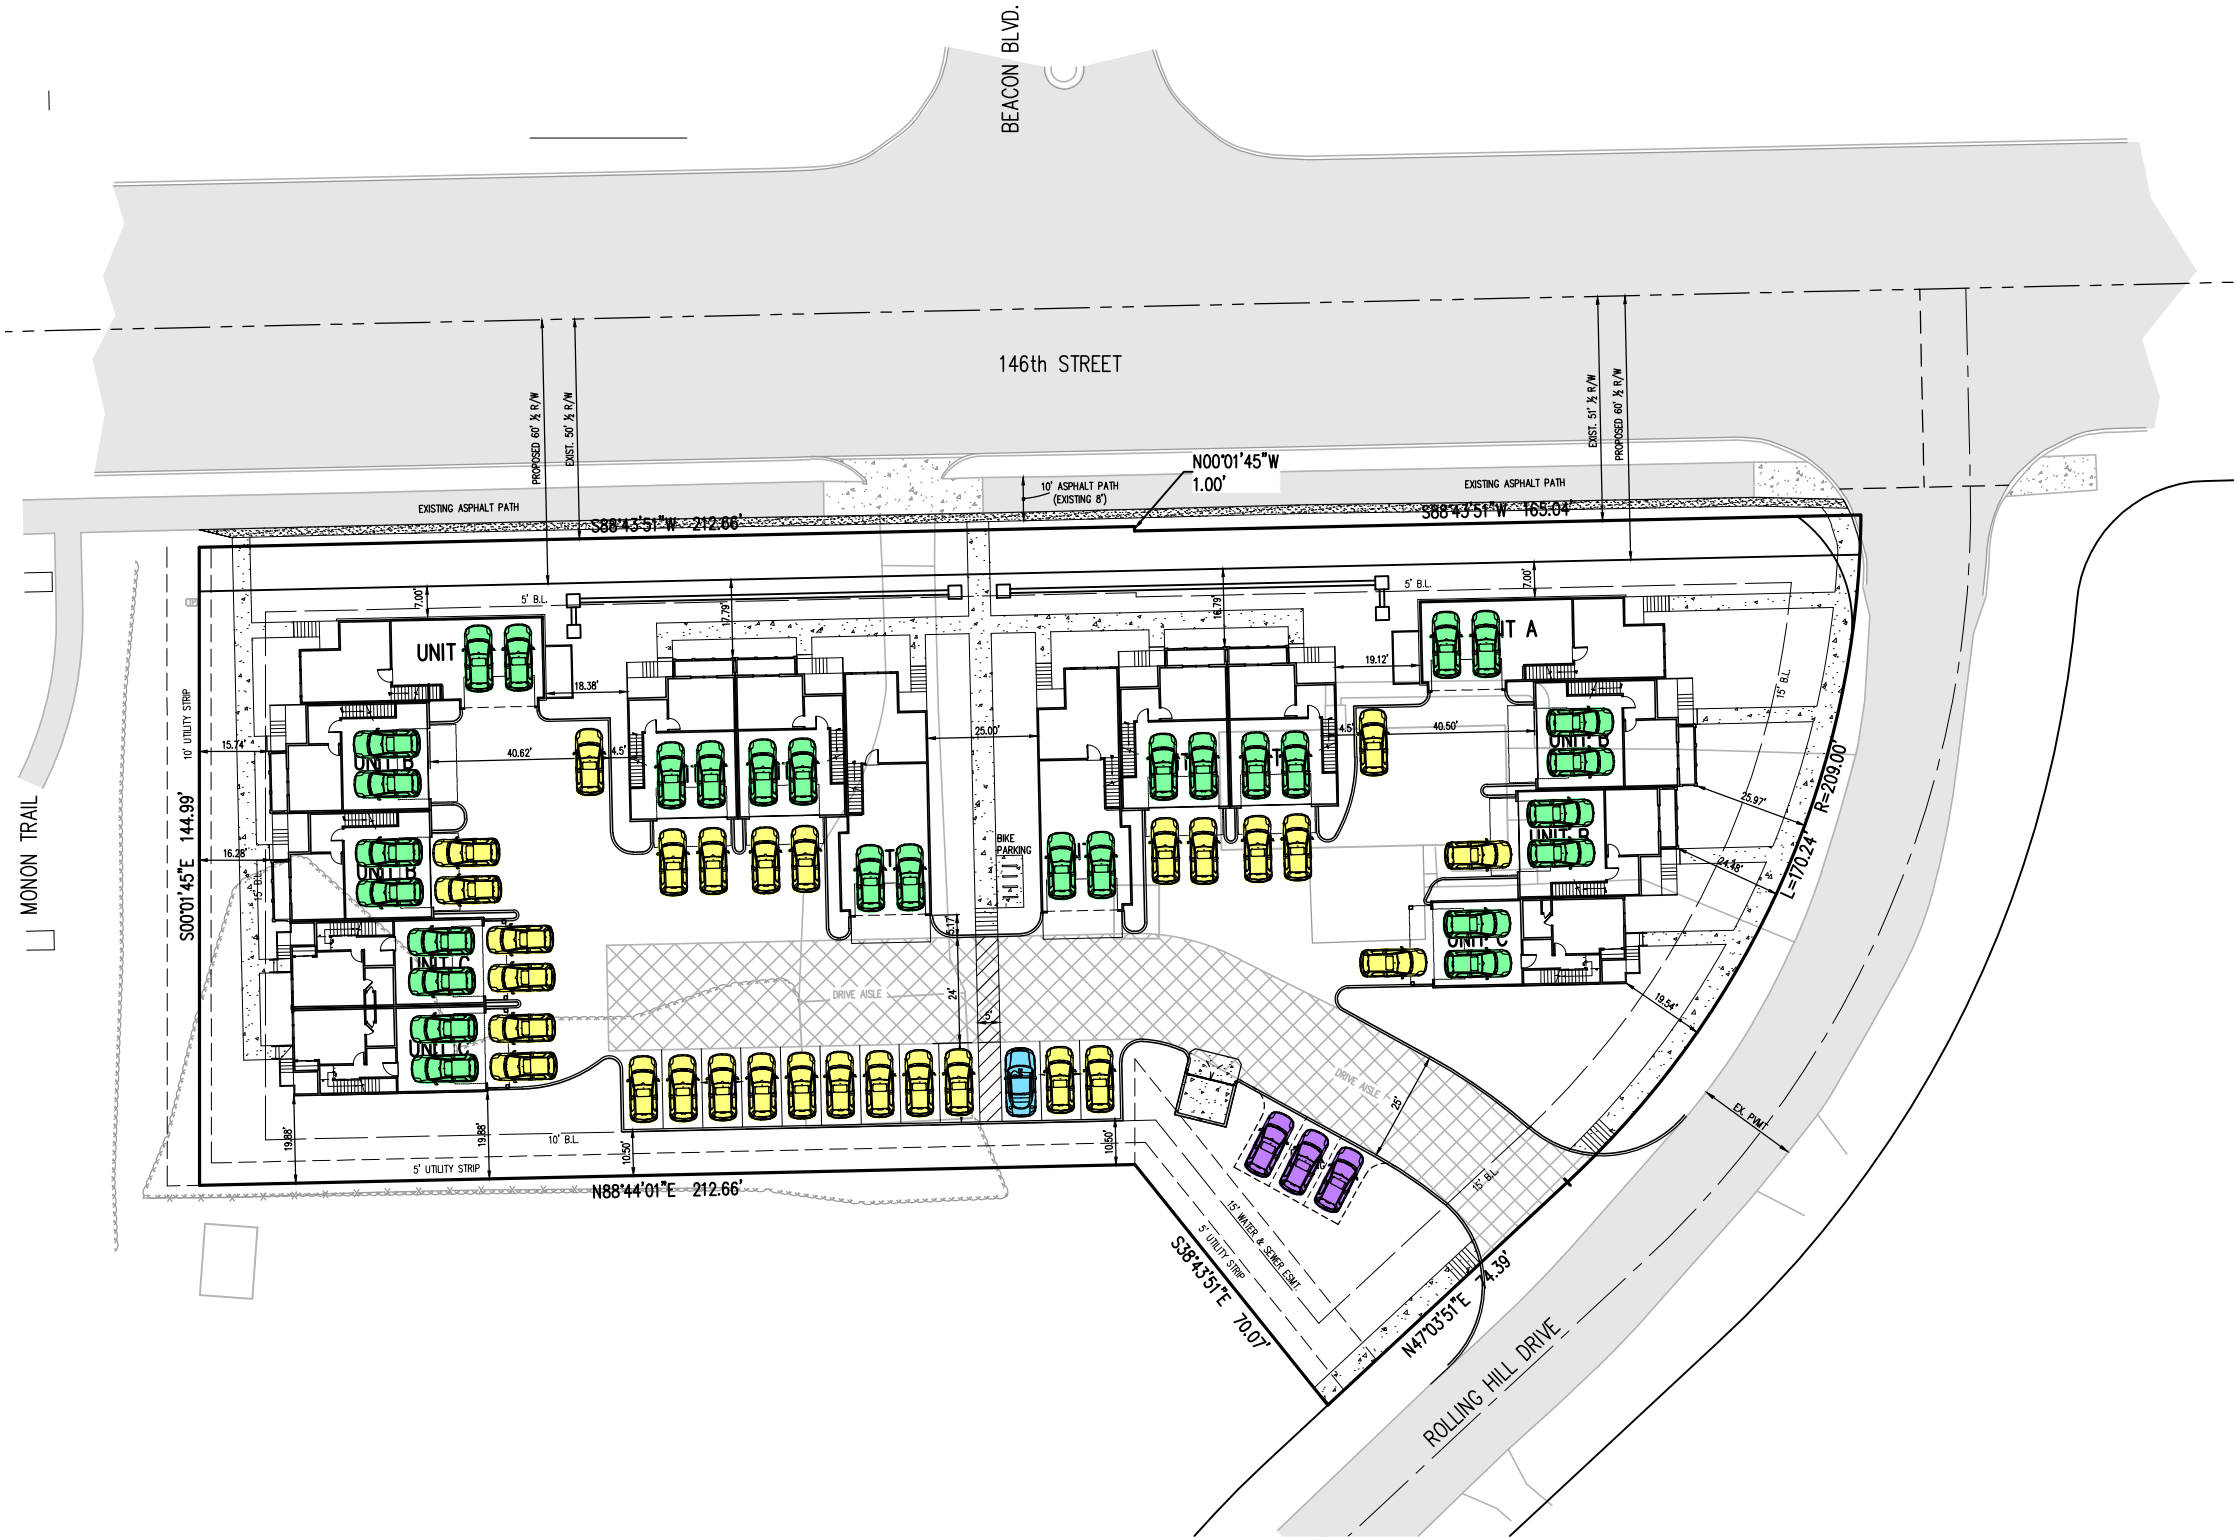 BEACON BLVD.
146th STREET
PROPOSED 60' ½ R/W
EXIST. 50' ½ R/W
EXIST. 51' ½ R/W
PROPOSED 60' ½ R/W
N00°01'45"W
1.00'
10' ASPHALT PATH
(EXISTING 8')
EXISTING ASPHALT PATH
EXISTING ASPHALT PATH
S88°43'51"W 212.66'
S88°43'51"W 165.04'
7.00'
5' B.L.
17.79'
16.79'
5' B.L.
7.00'
UNIT
IT A
18.38'
19.12'
15' B.L.
10' UTILITY STRIP
15.74'
40.62'
4.5'
25.00'
4.5'
40.50'
UNIT B
UNIT B
R=209.00'
25.97'
MONON TRAIL
S00°01'45"E 144.99'
16.28'
15' B.L.
UNIT B
BIKE
PARKING
UNIT B
24.48'
L=170.24'
5.17'
UNIT C
UNIT C
DRIVE AISLE
24'
5'
19.54'
UNIT C
DRIVE AISLE
25'
EX. PVMT
19.88'
19.88'
10' B.L.
10.50'
10.50'
5' UTILITY STRIP
N88°44'01"E 212.66'
15' B.L.
15' WATER & SEWER ESMT.
5' UTILITY STRIP
S38°43'51"E 70.07'
N47°03'51"E 74.39'
ROLLING HILL DRIVE